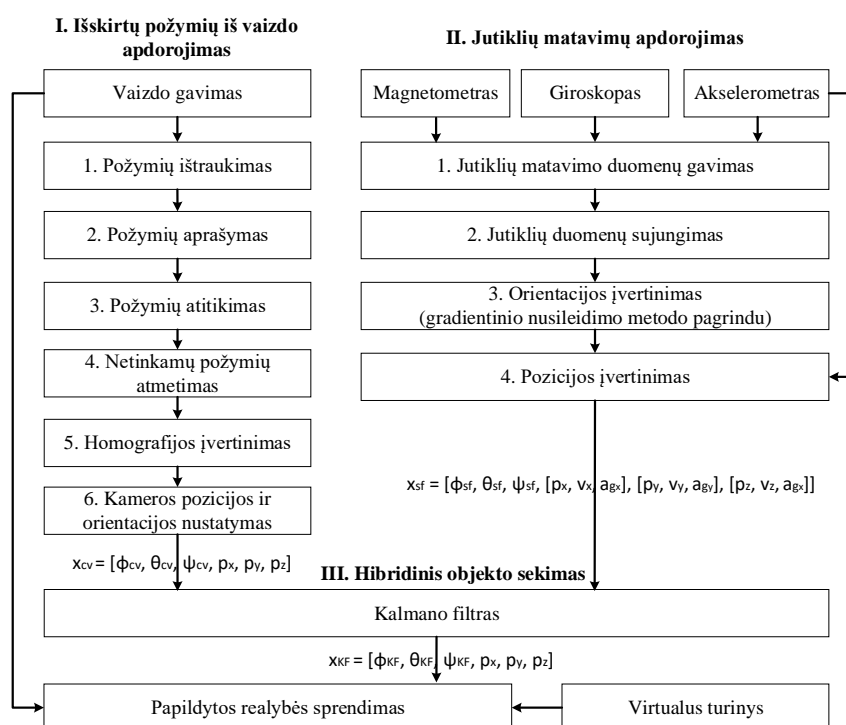 I. Išskirtų požymių iš vaizdo
apdorojimas
Vaizdo gavimas
1. Požymių ištraukimas
2. Požymių aprašymas
3. Požymių atitikimas
4. Netinkamų požymių
atmetimas
5. Homografijos įvertinimas
6. Kameros pozicijos ir
orientacijos nustatymas
xcv = [ϕcv, θcv, ψcv, px, py, pz]
II. Jutiklių matavimų apdorojimas
Magnetometras
Giroskopas
Akselerometras
1. Jutiklių matavimo duomenų gavimas
2. Jutiklių duomenų sujungimas
3. Orientacijos įvertinimas
(gradientinio nusileidimo metodo pagrindu)
4. Pozicijos įvertinimas
xsf = [ϕsf, θsf, ψsf, [px, vx, agx], [py, vy, agy], [pz, vz, agx]]
III. Hibridinis objekto sekimas
Kalmano filtras
xKF = [ϕKF, θKF, ψKF, px, py, pz]
Papildytos realybės sprendimas
Virtualus turinys